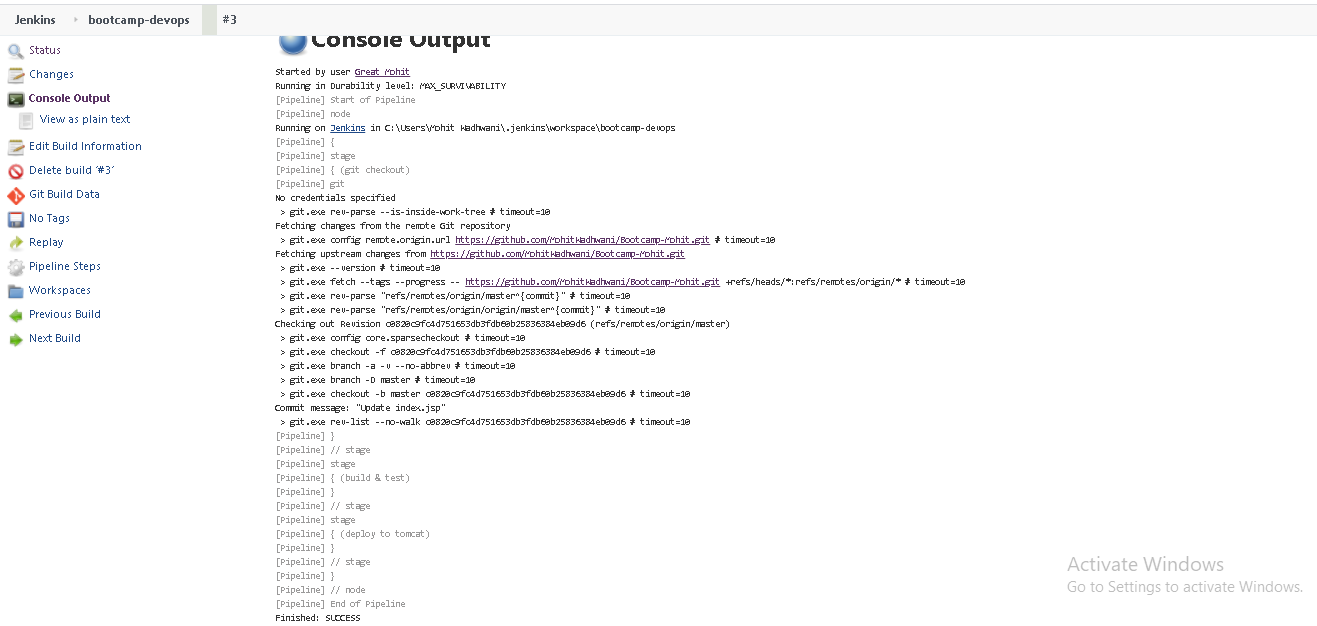 Jenkins bootcamp-devops #3
Status
Changes
Console Output
View as plain text
Edit Build Information
Delete build '#3'
Git Build Data
No Tags
Replay
Pipeline Steps
Workspaces
Previous Build
Next Build
Console Output
Started by user Great Mohit
Running in Durability level: MAX_SURVIVABILITY
[Pipeline] Start of Pipeline
[Pipeline] node
Running on Jenkins in C:\Users\Mohit Wadhwani\.jenkins\workspace\bootcamp-devops
[Pipeline] {
[Pipeline] stage
[Pipeline] { (git checkout)
[Pipeline] git
No credentials specified
> git.exe rev-parse --is-inside-work-tree # timeout=10
Fetching changes from the remote Git repository
> git.exe config remote.origin.url https://github.com/MohitWadhwani/Bootcamp-Mohit.git # timeout=10
Fetching upstream changes from https://github.com/MohitWadhwani/Bootcamp-Mohit.git
> git.exe --version # timeout=10
> git.exe fetch --tags --progress -- https://github.com/MohitWadhwani/Bootcamp-Mohit.git +refs/heads/*:refs/remotes/origin/* # timeout=10
> git.exe rev-parse "refs/remotes/origin/master^{commit}" # timeout=10
> git.exe rev-parse "refs/remotes/origin/origin/master^{commit}" # timeout=10
Checking out Revision c0820c9fc4d751653db3fdb60b25836384eb09d6 (refs/remotes/origin/master)
> git.exe config core.sparsecheckout # timeout=10
> git.exe checkout -f c0820c9fc4d751653db3fdb60b25836384eb09d6 # timeout=10
> git.exe branch -a -v --no-abbrev # timeout=10
> git.exe branch -D master # timeout=10
> git.exe checkout -b master c0820c9fc4d751653db3fdb60b25836384eb09d6 # timeout=10
Commit message: "Update index.jsp"
> git.exe rev-list --no-walk c0820c9fc4d751653db3fdb60b25836384eb09d6 # timeout=10
[Pipeline] }
[Pipeline] // stage
[Pipeline] stage
[Pipeline] { (build & test)
[Pipeline] }
[Pipeline] // stage
[Pipeline] stage
[Pipeline] { (deploy to tomcat)
[Pipeline] }
[Pipeline] // stage
[Pipeline] }
[Pipeline] // node
[Pipeline] End of Pipeline
Finished: SUCCESS
Activate Windows
Go to Settings to activate Windows.